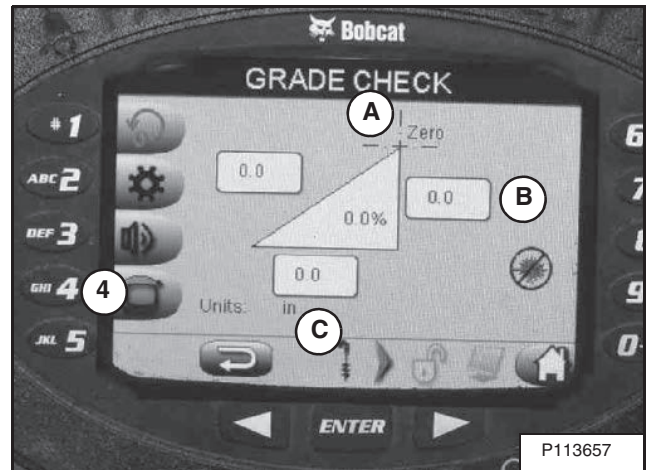 Bobcat
GRADE CHECK
A
Zero
# 1
6
ABC 2
0.0
0.0
B
7
0.0%
DEF 3
GHI 4
4
0.0
9
Units: in
C
JKL 5
0
ENTER
P113657